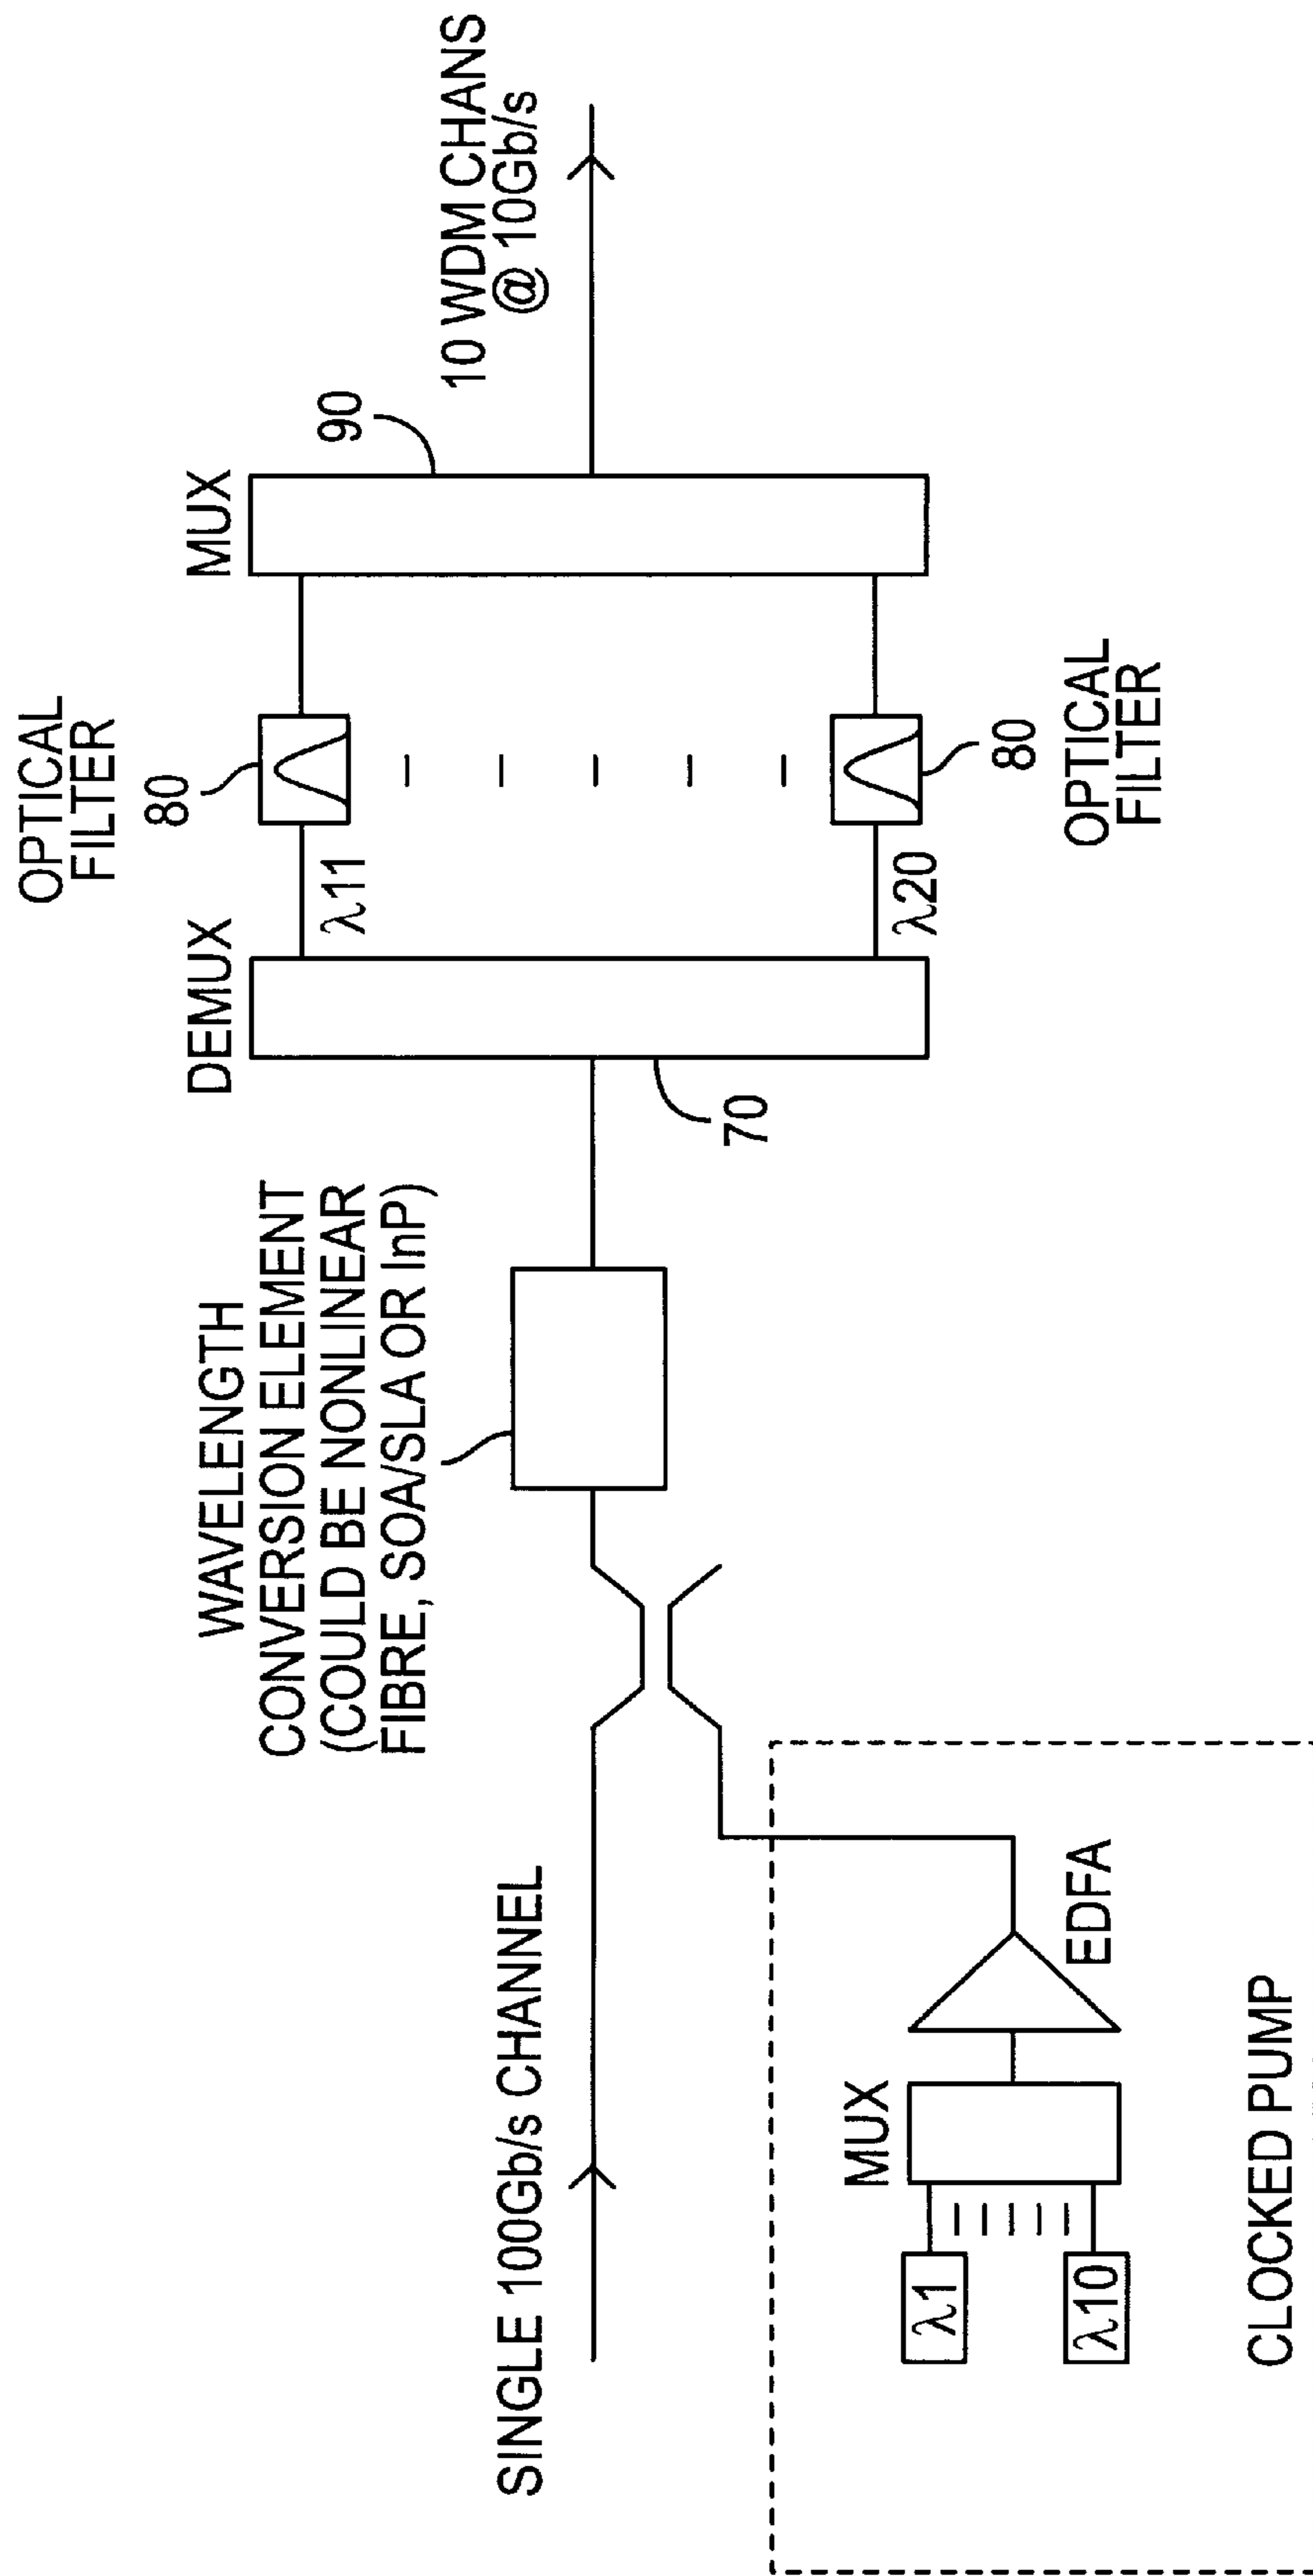 SINGLE 100Gb/s CHANNEL
WAVELENGTH
CONVERSION ELEMENT
(COULD BE NONLINEAR
FIBRE, SOA/SLA OR InP)
DEMUX
70
OPTICAL
FILTER
80
λ11
λ20
80
OPTICAL
FILTER
MUX
90
10 WDM CHANS
@ 10Gb/s
λ1
λ10
MUX
EDFA
CLOCKED PUMP